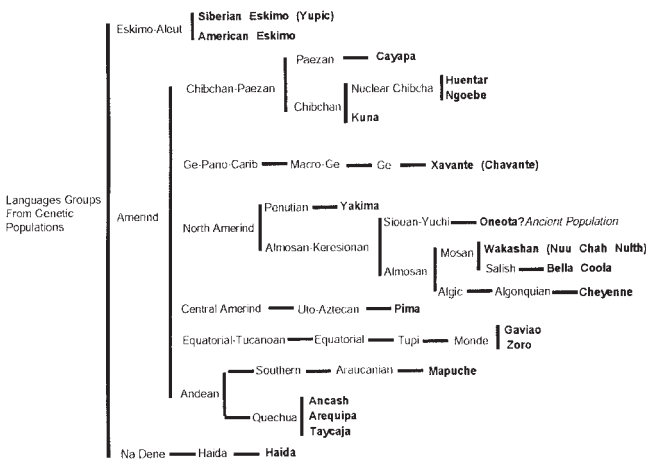 Siberian Eskimo (Yupic)
Eskimo-Aleut
American Eskimo
Paezan Cayapa
Chibchan-Paezan
Nuclear Chibcha
Huentar
Ngoebe
Chibchan
Kuna
Ge-Pano-Carib Macro-Ge Ge Xavante (Chavante)
Languages Groups
From Genetic
Populations
Amerind
North Amerind
Penutian Yakima
Almosan-Keresionan
Siouan-Yuchi Oneota? Ancient Population
Almosan
Mosan
Wakashan (Nuu Chah Nulth)
Salish Bella Coola
Algic Algonquian Cheyenne
Central Amerind Uto-Aztecan Pima
Equatorial-Tucanoan Equatorial Tupi Monde
Gaviao
Zoro
Andean
Southern Araucanian Mapuche
Quechua
Ancash
Arequipa
Taycaja
Na Dene Haida Haida